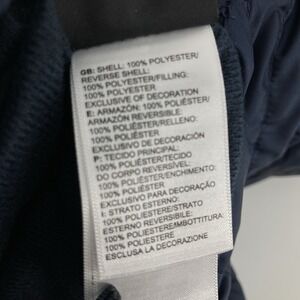 GB: SHELL: 100% POLYESTER/
REVERSE SHELL:
100% POLYESTER/FILLING:
100% POLYESTER
EXCLUSIVE OF DECORATION
E: ARMAZÓN: 100% POLIÉSTER/
ARMAZÓN REVERSIBLE:
100% POLIÉSTER/RELLENO:
100% POLIÉSTER
EXCLUSIVO DE DECORACIÓN
P: TECIDO PRINCIPAL:
100% POLIÉSTER/TECIDO
DO CORPO REVERSÍVEL:
100% POLIÉSTER/ENCHIMENTO:
100% POLIÉSTER
EXCLUSIVO PARA DECORAÇÃO
I: STRATO ESTERNO:
100% POLIESTERE/STRATO
ESTERNO REVERSIBILE:
100% POLIESTERE/IMBOTTITURA:
100% POLIESTERE
ESCLUSA LA DECORAZIONE